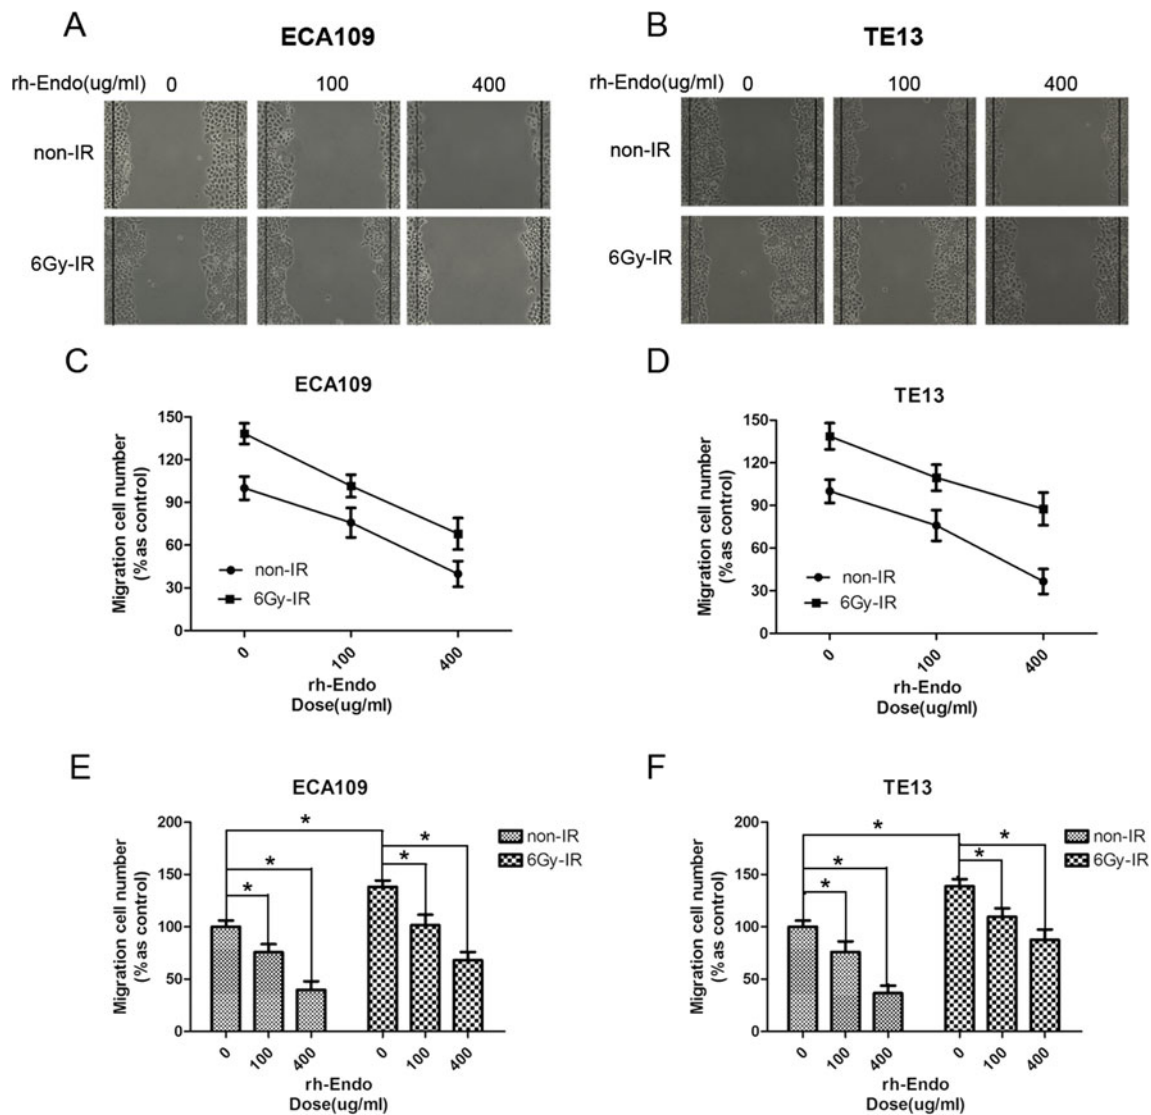 A
ECA109
B
TE13
rh-Endo(ug/ml) 0 100 400
rh-Endo(ug/ml) 0 100 400
non-IR
non-IR
6Gy-IR
6Gy-IR
C
ECA109
Migration cell number
(%as control)
150
120
90
60
30
0
non-IR
6Gy-IR
0 100 400
rh-Endo
Dose(ug/ml)
D
TE13
Migration cell number
(%as control)
150
120
90
60
30
0
non-IR
6Gy-IR
0 100 400
rh-Endo
Dose(ug/ml)
E
ECA109
Migration cell number
(%as control)
200
150
100
50
0
* * * * *
non-IR
6Gy-IR
0 100 400 0 100 400
rh-Endo
Dose(ug/ml)
F
TE13
Migration cell number
(%as control)
200
150
100
50
0
* * * * *
non-IR
6Gy-IR
0 100 400 0 100 400
rh-Endo
Dose(ug/ml)